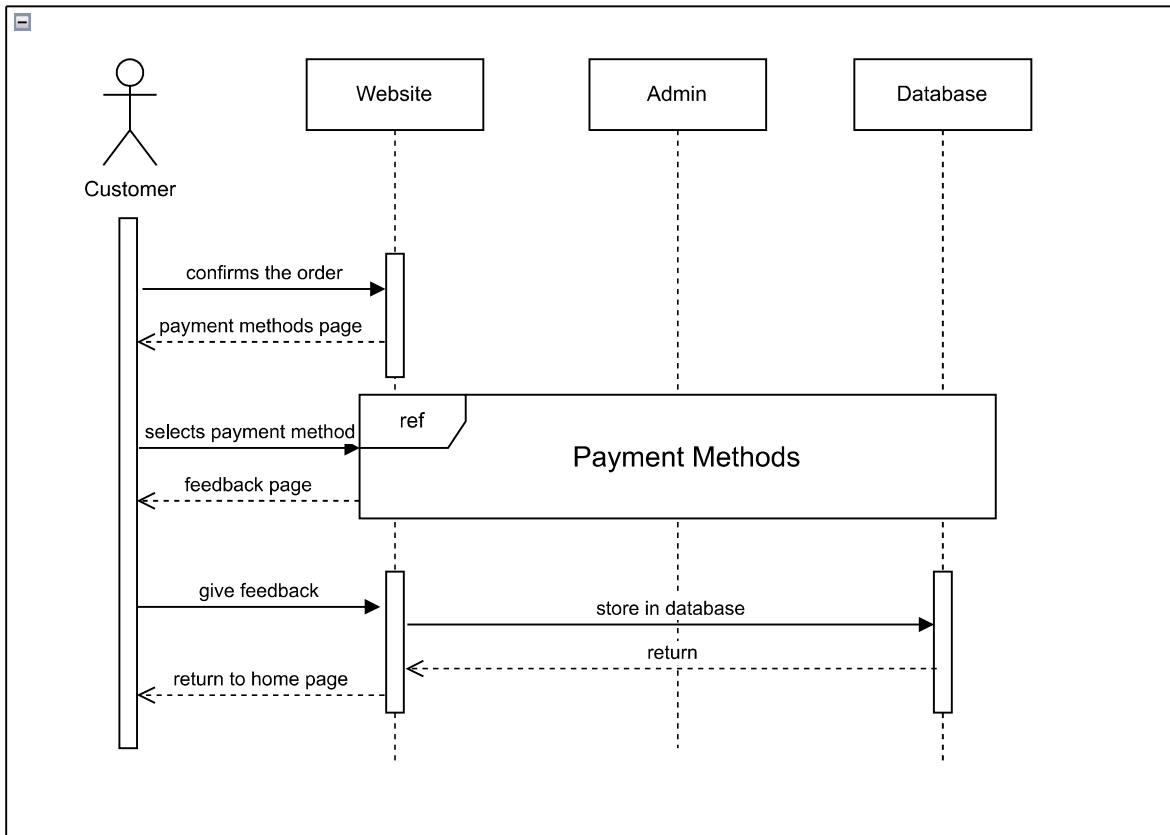 Website
Admin
Database
Customer
confirms the order
payment methods page
ref
selects payment method
Payment Methods
feedback page
give feedback
store in database
return
return to home page